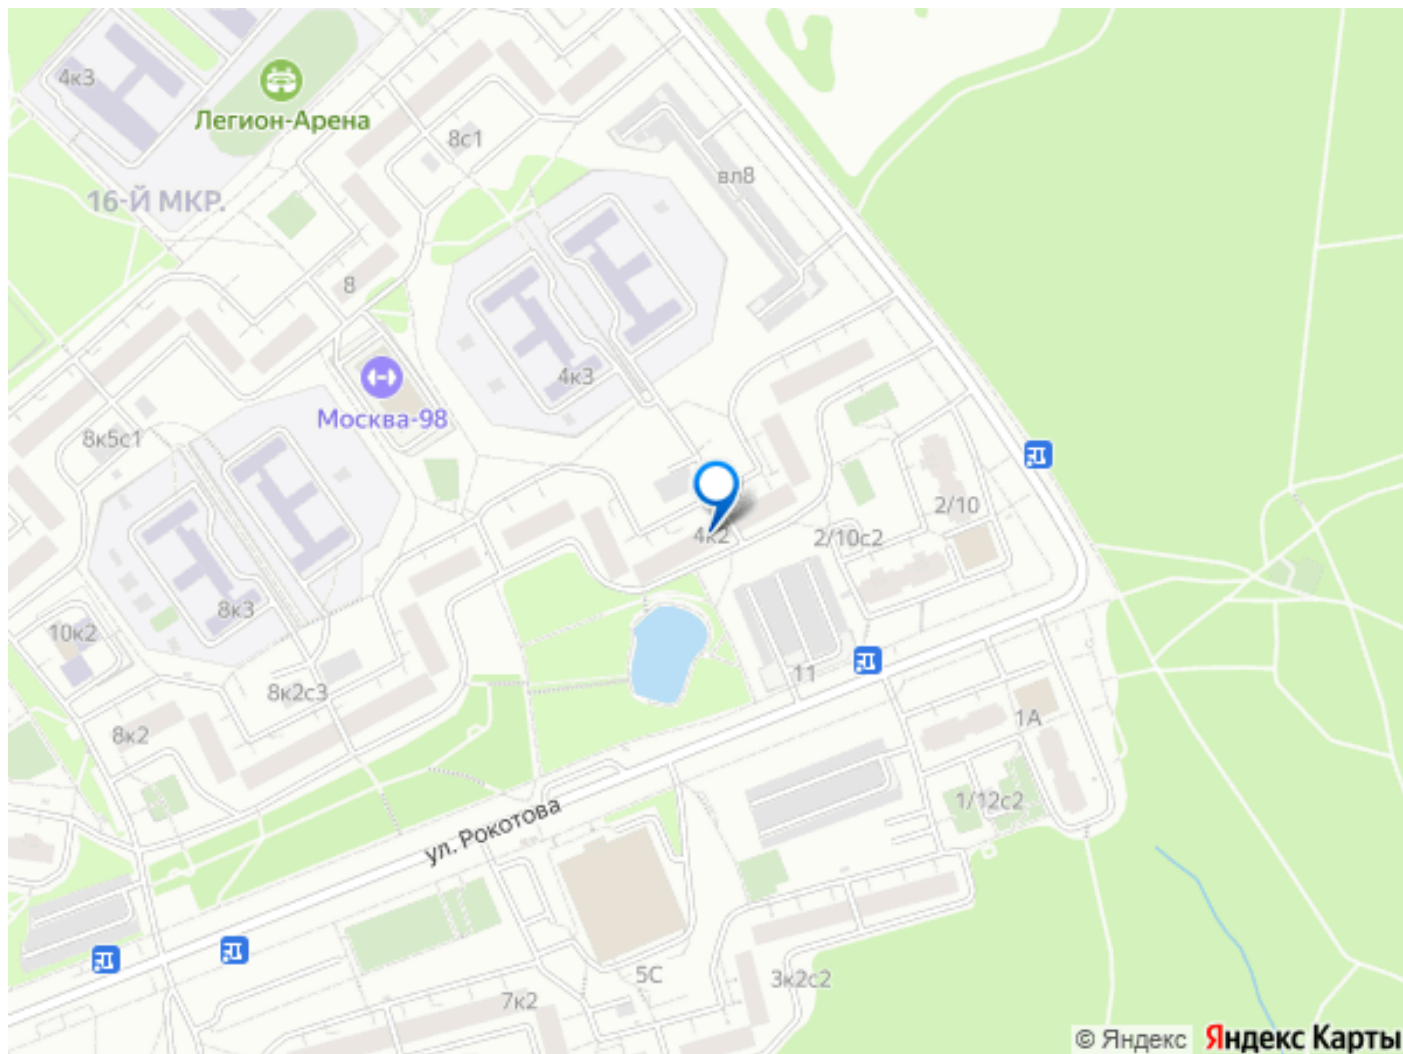 4к3
Легион-Арена
8с1
вл8
16-Й МКР.
8
4к3
Москва-98
8к5с1
2/10
4к2
2/10с2
8к3
10к2
11
8к2с3
8к2
1А
1/12с2
ул. Рокотова
5С
3к2с2
7к2
© Яндекс Яндекс Карты